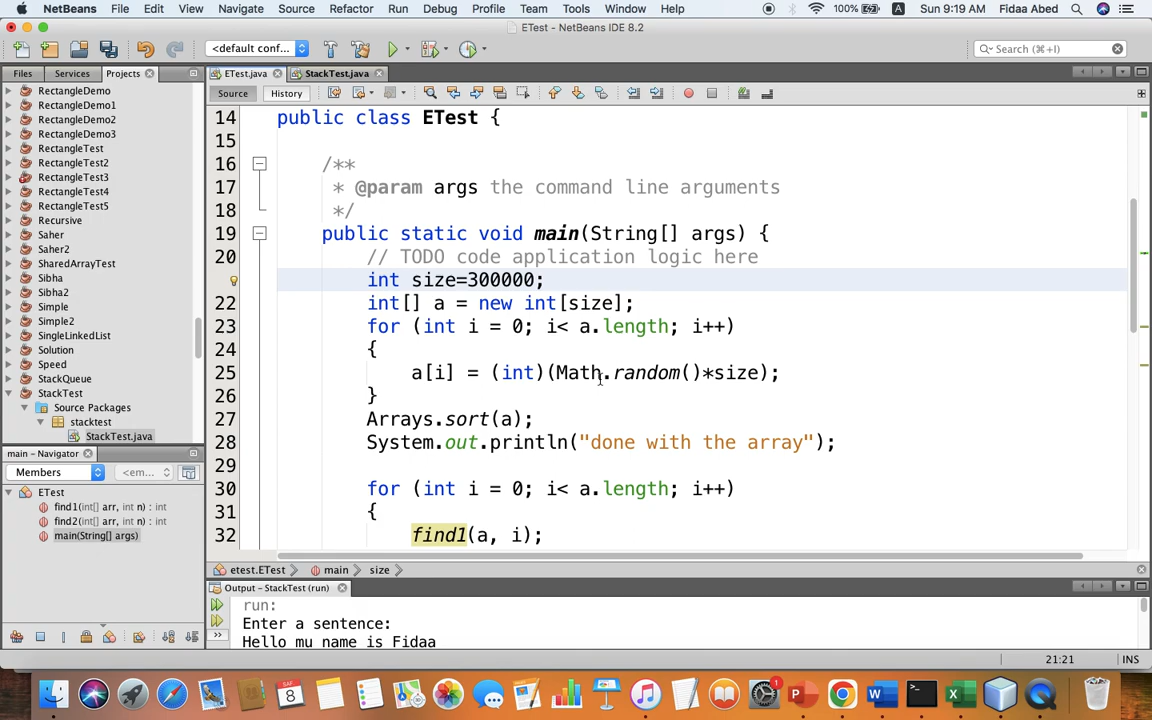 NetBeans File Edit View Navigate Source Refactor Run Debug Profile Team Tools Window Help 100% A Sun 9:19 AM Fidaa Abed
ETest - NetBeans IDE 8.2
<default conf... Search (⌘+I)
Files Services Projects ETest.java StackTest.java
Source History
RectangleDemo
RectangleDemo1
RectangleDemo2
RectangleDemo3
RectangleTest
RectangleTest2
RectangleTest3
RectangleTest4
RectangleTest5
Recursive
Saher
Saher2
SharedArrayTest
Sibha
Sibha2
Simple
Simple2
SingleLinkedList
Solution
Speed
StackQueue
StackTest
Source Packages
stacktest
StackTest.java
main - Navigator
Members <em...
ETest
find1(int[] arr, int n) : int
find2(int[] arr, int n) : int
main(String[] args)
14 public class ETest {
15
16 /**
17 * @param args the command line arguments
18 */
19 public static void main(String[] args) {
20 // TODO code application logic here
int size=300000;
22 int[] a = new int[size];
23 for (int i = 0; i< a.length; i++)
24 {
25 a[i] = (int)(Math.random()*size);
26 }
27 Arrays.sort(a);
28 System.out.println("done with the array");
29
30 for (int i = 0; i< a.length; i++)
31 {
32 find1(a, i);
etest.ETest main size
Output - StackTest (run)
run:
Enter a sentence:
Hello mu name is Fidaa
21:21 INS
SEP
8
1